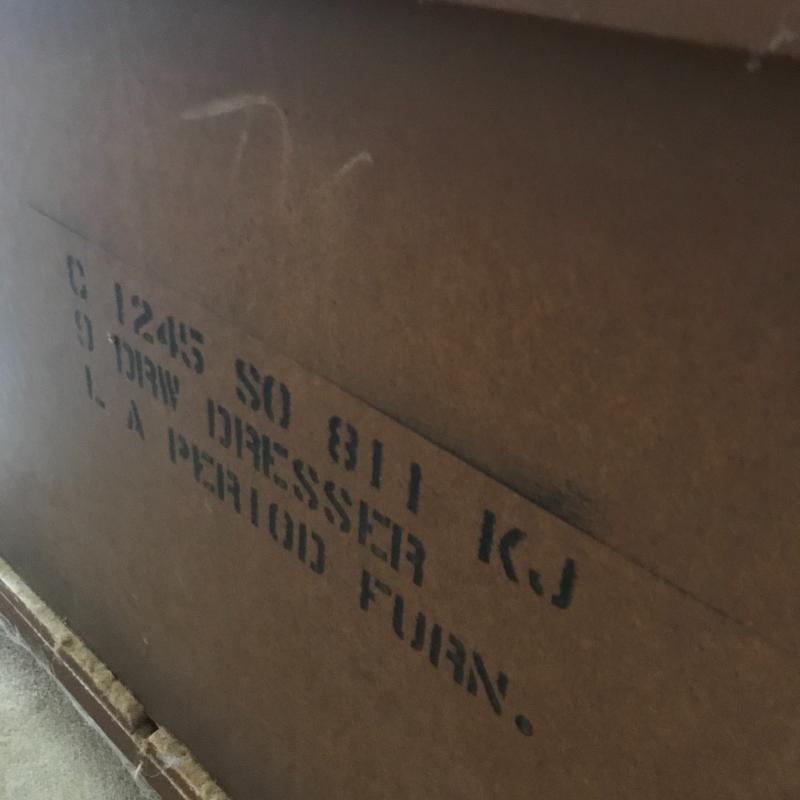 C 1245 SO 811 KJ
9 DRW DRESSER
L A PERIOD FURN.